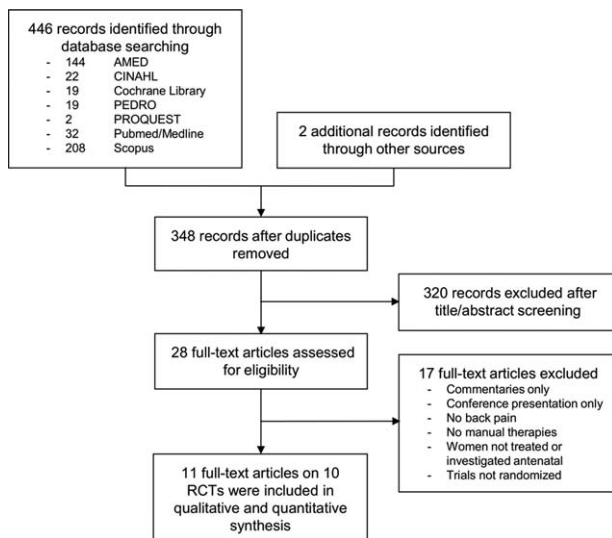 446 records identified through
database searching
- 144 AMED
- 22 CINAHL
- 19 Cochrane Library
- 19 PEDRO
- 2 PROQUEST
- 32 Pubmed/Medline
- 208 Scopus
2 additional records identified
through other sources
348 records after duplicates
removed
320 records excluded after
title/abstract screening
28 full-text articles assessed
for eligibility
17 full-text articles excluded
- Commentaries only
- Conference presentation only
- No back pain
- No manual therapies
- Women not treated or
investigated antenatal
- Trials not randomized
11 full-text articles on 10
RCTs were included in
qualitative and quantitative
synthesis